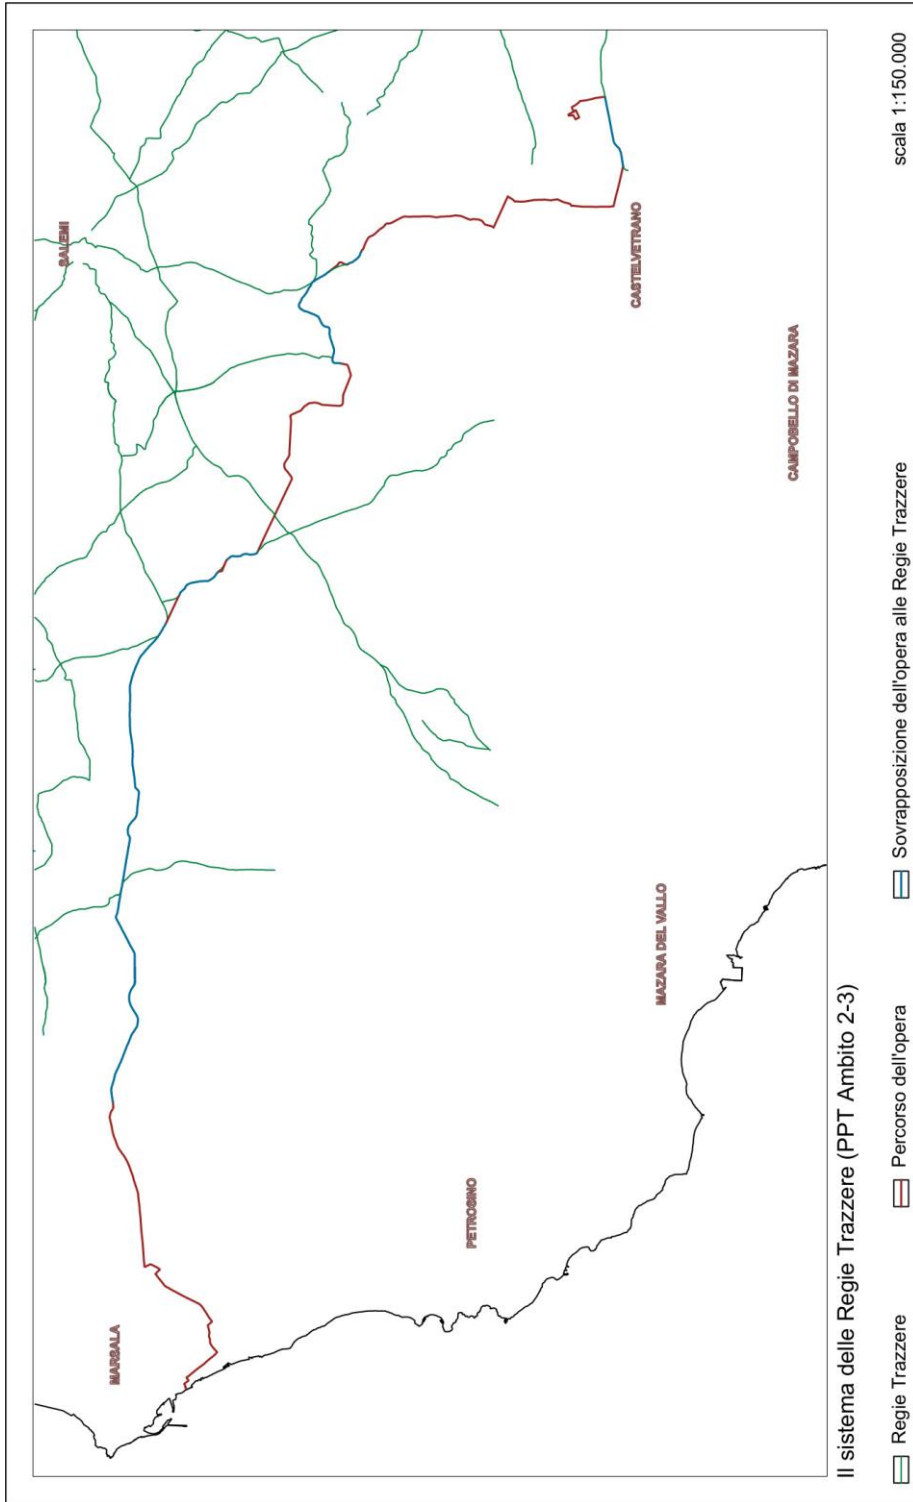 SALEMI
MARSALA
CASTELVETRANO
CAMPOBELLO DI MAZARA
PETROSINO
MAZARA DEL VALLO
Il sistema delle Regie Trazzere (PPT Ambito 2-3)
Regie Trazzere
Percorso dell'opera
Sovrapposizione dell'opera alle Regie Trazzere
scala 1:150.000